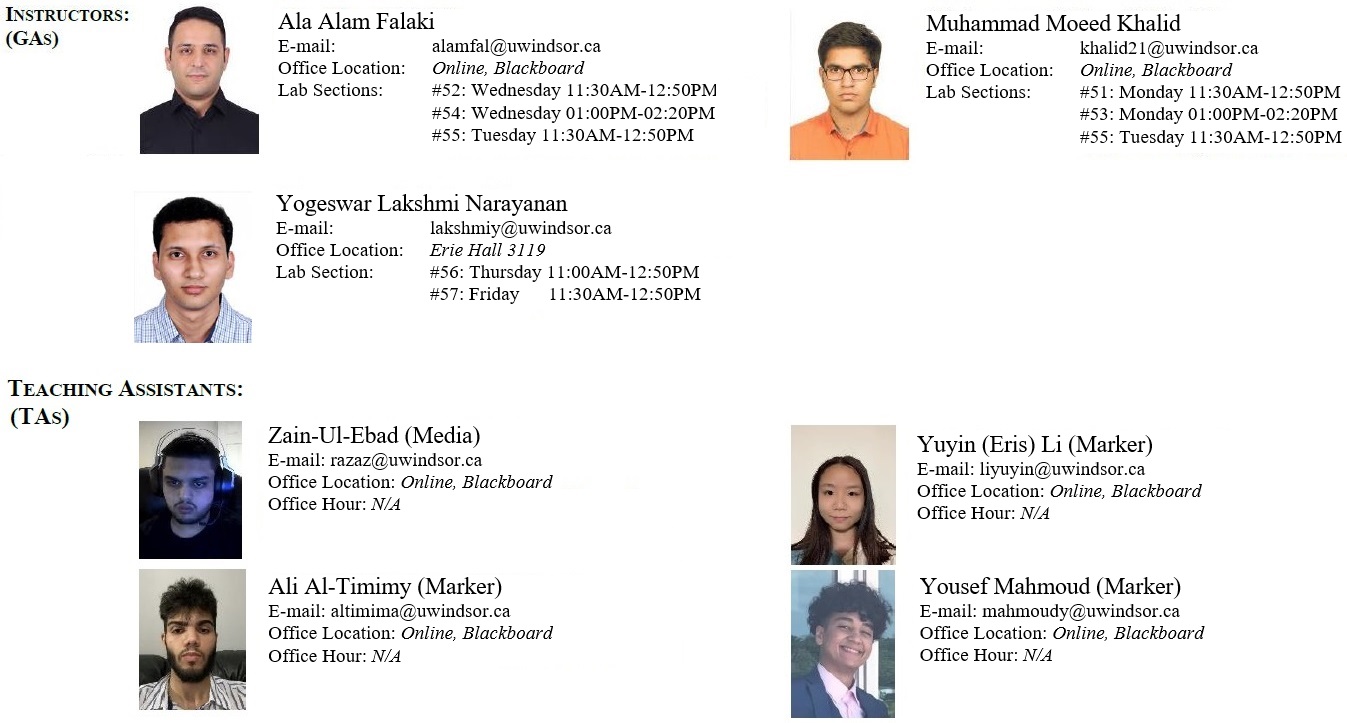 INSTRUCTORS:
(GAS)
Ala Alam Falaki
E-mail: alamfal@uwindsor.ca
Office Location: Online, Blackboard
Lab Sections: #52: Wednesday 11:30AM-12:50PM
#54: Wednesday 01:00PM-02:20PM
#55: Tuesday 11:30AM-12:50PM
Muhammad Moeed Khalid
E-mail: khalid21@uwindsor.ca
Office Location: Online, Blackboard
Lab Sections: #51: Monday 11:30AM-12:50PM
#53: Monday 01:00PM-02:20PM
#55: Tuesday 11:30AM-12:50PM
Yogeswar Lakshmi Narayanan
E-mail: lakshmiy@uwindsor.ca
Office Location: Erie Hall 3119
Lab Section: #56: Thursday 11:00AM-12:50PM
#57: Friday 11:30AM-12:50PM
TEACHING ASSISTANTS:
(TAS)
Zain-Ul-Ebad (Media)
E-mail: razaz@uwindsor.ca
Office Location: Online, Blackboard
Office Hour: N/A
Yuyin (Eris) Li (Marker)
E-mail: liyuyin@uwindsor.ca
Office Location: Online, Blackboard
Office Hour: N/A
Ali Al-Timimy (Marker)
E-mail: altimima@uwindsor.ca
Office Location: Online, Blackboard
Office Hour: N/A
Yousef Mahmoud (Marker)
E-mail: mahmoudy@uwindsor.ca
Office Location: Online, Blackboard
Office Hour: N/A